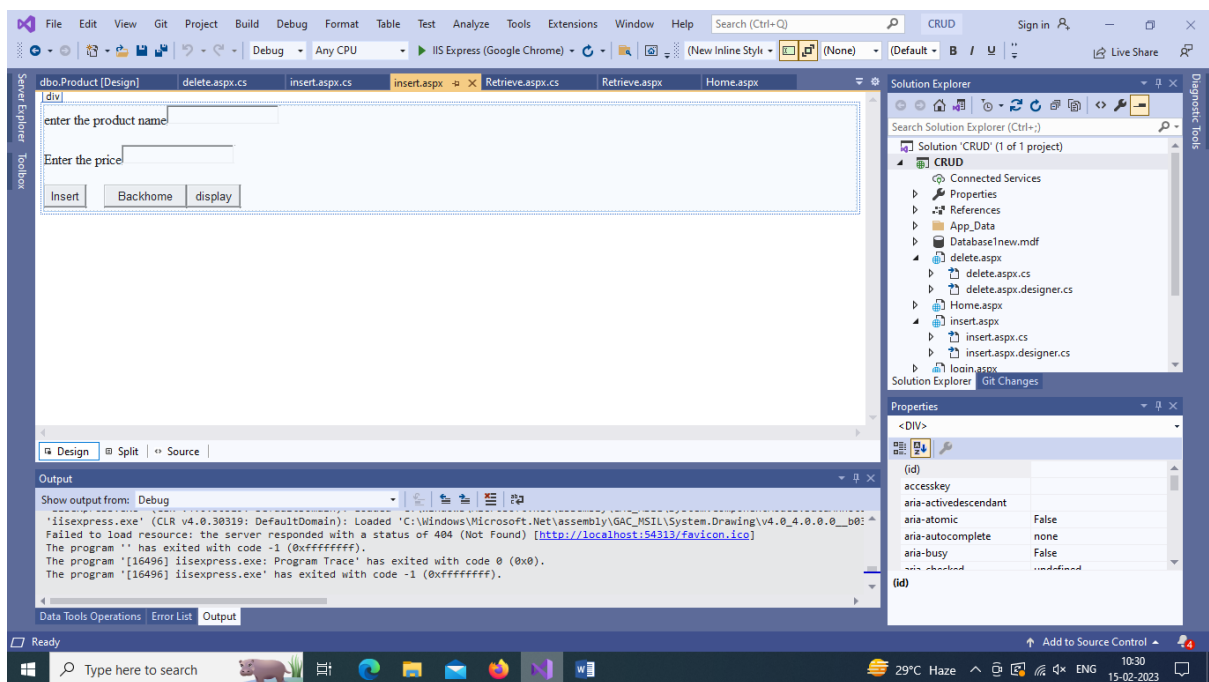 File Edit View Git Project Build Debug Format Table Test Analyze Tools Extensions Window Help Search (Ctrl+Q) CRUD Sign in
Debug Any CPU IIS Express (Google Chrome) (New Inline Style (None) (Default B I U Live Share
Server Explorer
Toolbox
dbo.Product [Design] delete.aspx.cs insert.aspx.cs insert.aspx Retrieve.aspx.cs Retrieve.aspx Home.aspx
div
enter the product name
Enter the price
Insert Backhome display
Design Split Source
Output
Show output from: Debug
'iisexpress.exe' (CLR v4.0.30319: DefaultDomain): Loaded 'C:\Windows\Microsoft.Net\assembly\GAC_MSIL\System.Drawing\v4.0_4.0.0.0__b03
Failed to load resource: the server responded with a status of 404 (Not Found) [http://localhost:54313/favicon.ico]
The program '' has exited with code -1 (0xffffffff).
The program '[16496] iisexpress.exe: Program Trace' has exited with code 0 (0x0).
The program '[16496] iisexpress.exe' has exited with code -1 (0xffffffff).
Data Tools Operations Error List Output
Solution Explorer
Search Solution Explorer (Ctrl+;)
Solution 'CRUD' (1 of 1 project)
CRUD
Connected Services
Properties
References
App_Data
Database1new.mdf
delete.aspx
delete.aspx.cs
delete.aspx.designer.cs
Home.aspx
insert.aspx
insert.aspx.cs
insert.aspx.designer.cs
login.aspx
Solution Explorer Git Changes
Properties
<DIV>
(id)
accesskey
aria-activedescendant
aria-atomic False
aria-autocomplete none
aria-busy False
aria-checked undefined
(id)
Diagnostic Tools
Ready Add to Source Control 4
Type here to search 29°C Haze ENG 10:30
15-02-2023